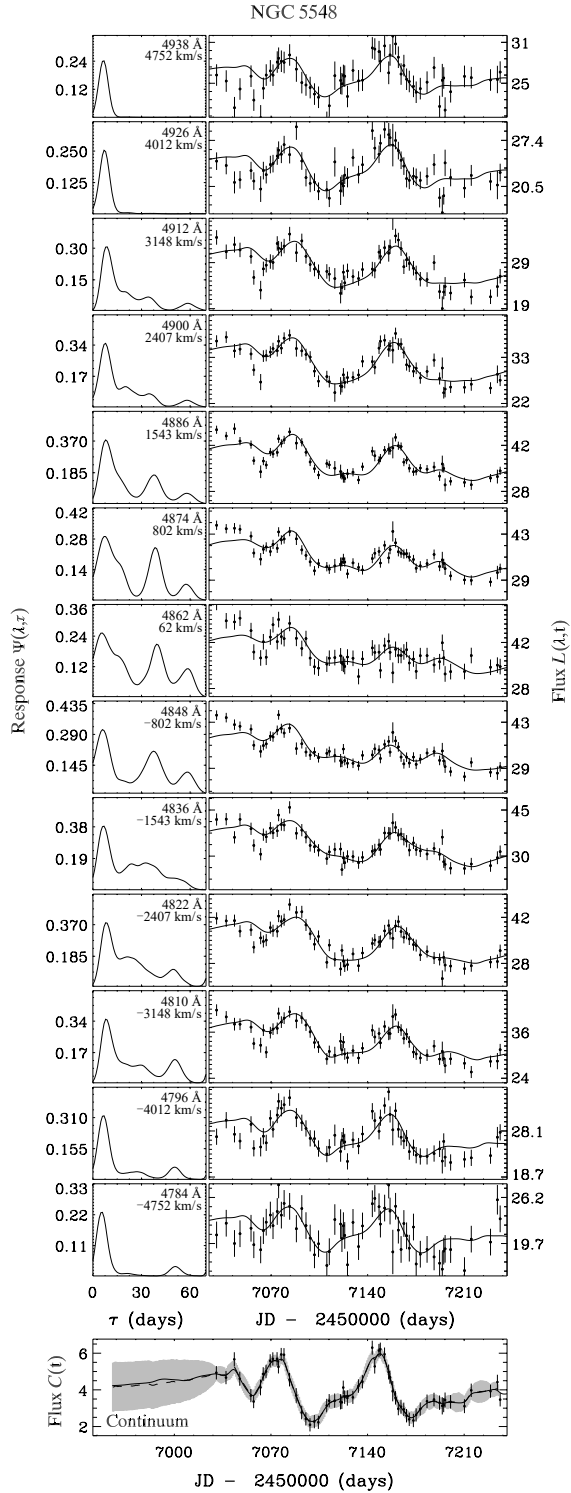 NGC 5548
4938 Å
4752 km/s
0.24
0.12
31
25
4926 Å
4012 km/s
0.250
0.125
27.4
20.5
4912 Å
3148 km/s
0.30
0.15
29
19
4900 Å
2407 km/s
0.34
0.17
33
22
4886 Å
1543 km/s
0.370
0.185
42
28
4874 Å
802 km/s
0.42
0.28
0.14
43
29
4862 Å
62 km/s
0.36
0.24
0.12
42
28
Response Ψ(λ,τ)
Flux L(λ,t)
4848 Å
−802 km/s
0.435
0.290
0.145
43
29
4836 Å
−1543 km/s
0.38
0.19
45
30
4822 Å
−2407 km/s
0.370
0.185
42
28
4810 Å
−3148 km/s
0.34
0.17
36
24
4796 Å
−4012 km/s
0.310
0.155
28.1
18.7
4784 Å
−4752 km/s
0.33
0.22
0.11
26.2
19.7
0 30 60 7070 7140 7210
τ (days) JD − 2450000 (days)
6
4
2
Flux C(t)
Continuum
7000 7070 7140 7210
JD − 2450000 (days)